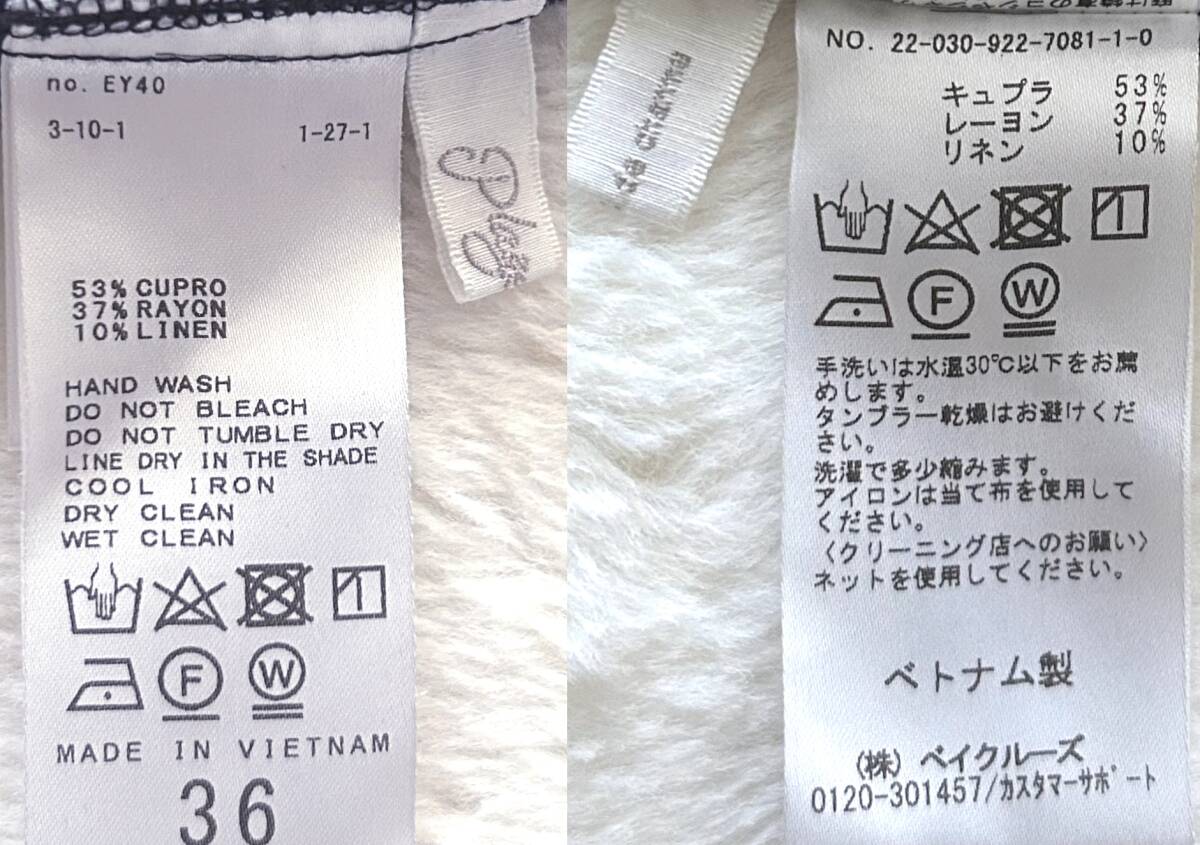 no. EY40
3-10-1 1-27-1
53% CUPRO
37% RAYON
10% LINEN
HAND WASH
DO NOT BLEACH
DO NOT TUMBLE DRY
LINE DRY IN THE SHADE
COOL IRON
DRY CLEAN
WET CLEAN
F W
MADE IN VIETNAM
36
NO. 22-030-922-7081-1-0
キュプラ 53%
レーヨン 37%
リネン 10%
F W
手洗いは水温30℃以下をお薦
めします。
タンブラー乾燥はお避けくだ
さい。
洗濯で多少縮みます。
アイロンは当て布を使用して
ください。
〈クリーニング店へのお願い〉
ネットを使用してください。
ベトナム製
(株) ベイクルーズ
0120-301457/カスタマーサポート